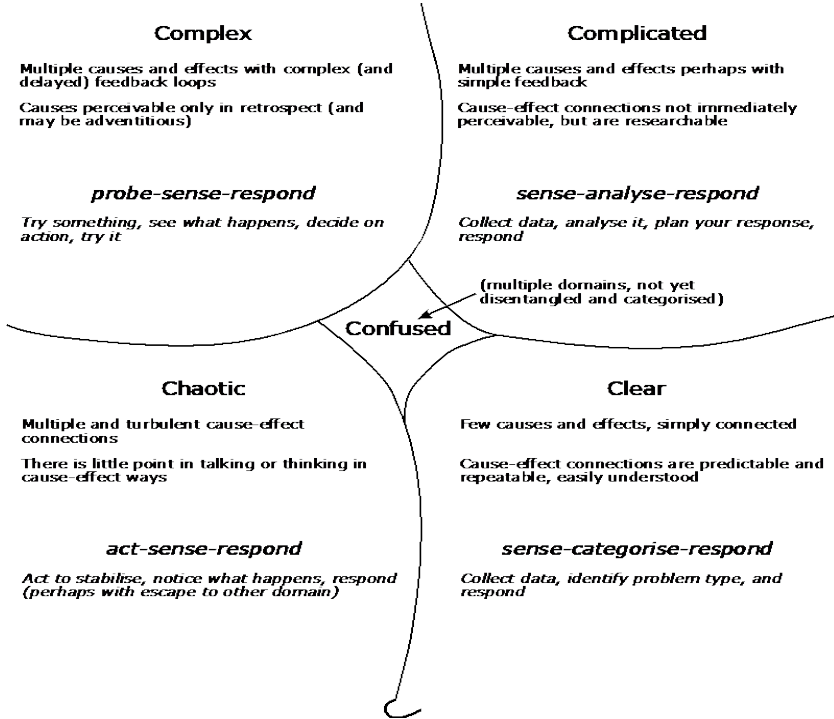 Complex
Multiple causes and effects with complex (and
delayed) feedback loops
Causes perceivable only in retrospect (and
may be adventitious)
probe-sense-respond
Try something, see what happens, decide on
action, try it
Complicated
Multiple causes and effects perhaps with
simple feedback
Cause-effect connections not immediately
perceivable, but are researchable
sense-analyse-respond
Collect data, analyse it, plan your response,
respond
(multiple domains, not yet
disentangled and categorised)
Confused
Chaotic
Multiple and turbulent cause-effect
connections
There is little point in talking or thinking in
cause-effect ways
act-sense-respond
Act to stabilise, notice what happens, respond
(perhaps with escape to other domain)
Clear
Few causes and effects, simply connected
Cause-effect connections are predictable and
repeatable, easily understood
sense-categorise-respond
Collect data, identify problem type, and
respond